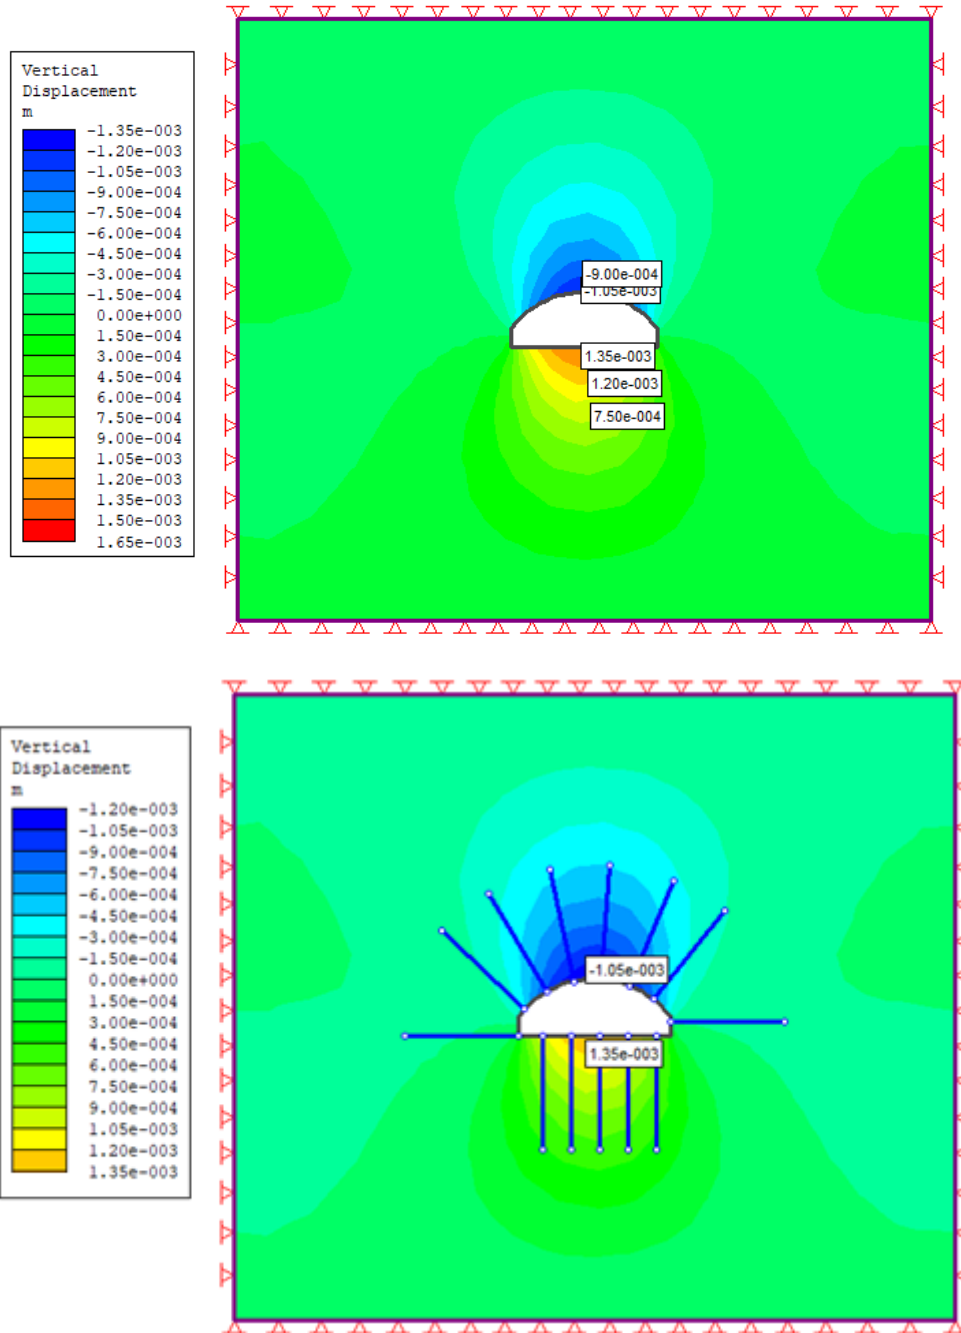 Vertical
Displacement
m
-1.35e-003
-1.20e-003
-1.05e-003
-9.00e-004
-7.50e-004
-6.00e-004
-4.50e-004
-3.00e-004
-1.50e-004
0.00e+000
1.50e-004
3.00e-004
4.50e-004
6.00e-004
7.50e-004
9.00e-004
1.05e-003
1.20e-003
1.35e-003
1.50e-003
1.65e-003
-9.00e-004
-1.05e-003
1.35e-003
1.20e-003
7.50e-004
Vertical
Displacement
m
-1.20e-003
-1.05e-003
-9.00e-004
-7.50e-004
-6.00e-004
-4.50e-004
-3.00e-004
-1.50e-004
0.00e+000
1.50e-004
3.00e-004
4.50e-004
6.00e-004
7.50e-004
9.00e-004
1.05e-003
1.20e-003
1.35e-003
-1.05e-003
1.35e-003